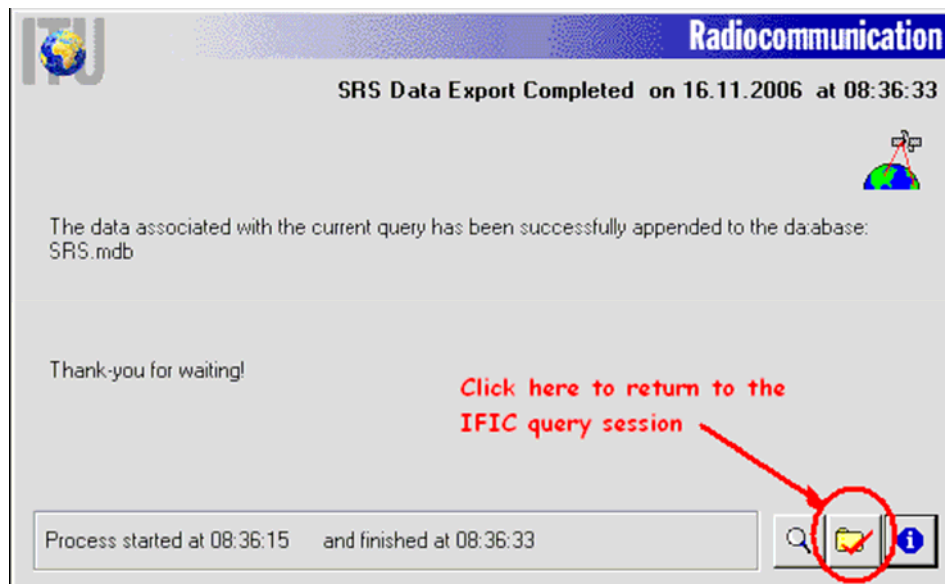 ITU
Radiocommunication
SRS Data Export Completed on 16.11.2006 at 08:36:33
The data associated with the current query has been successfully appended to the database:
SRS.mdb
Thank-you for waiting!
Click here to return to the
IFIC query session
Process started at 08:36:15 and finished at 08:36:33